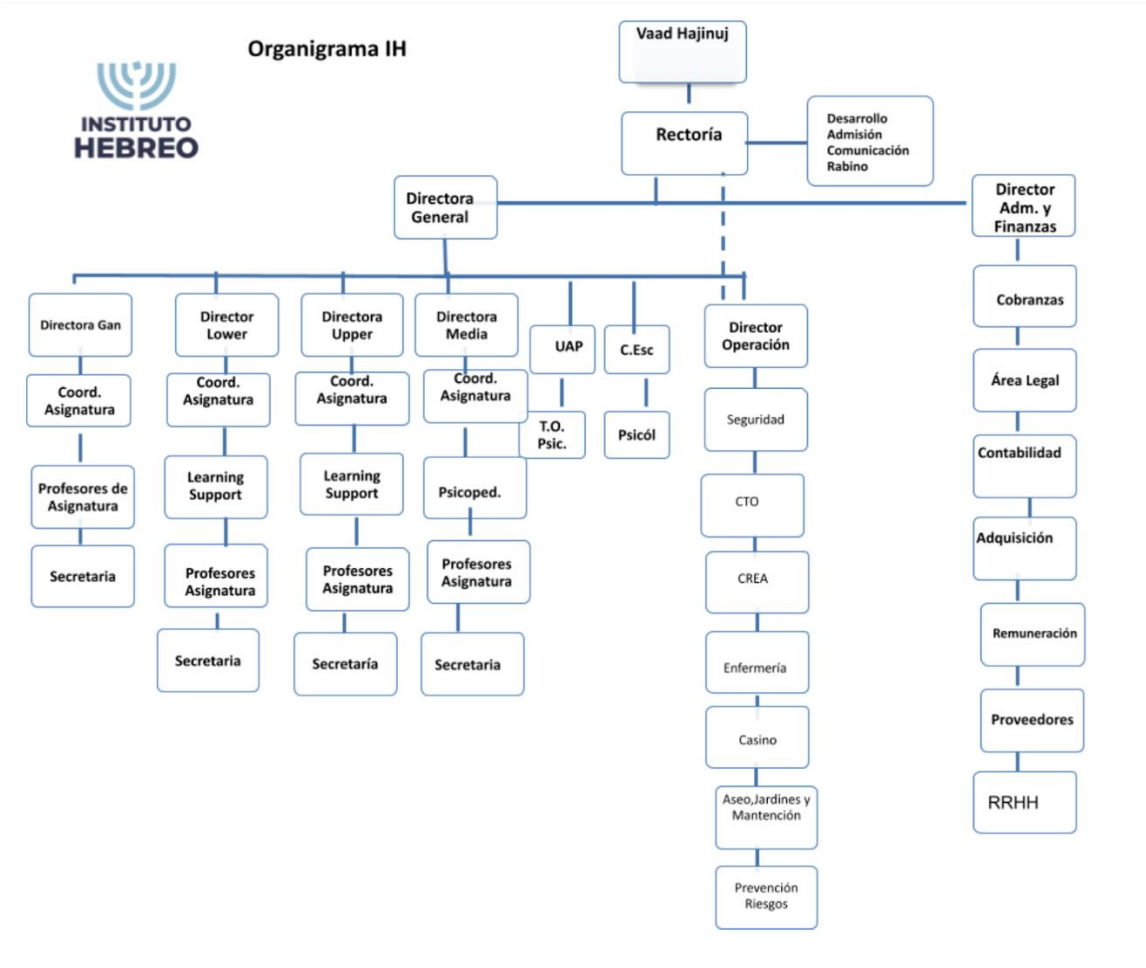 Organigrama IH
INSTITUTO
HEBREO
Vaad Hajinuj
Rectoría
Desarrollo
Admisión
Comunicación
Rabino
Directora
General
Director
Adm. y
Finanzas
Directora Gan
Coord.
Asignatura
Profesores de
Asignatura
Secretaria
Director
Lower
Coord.
Asignatura
Learning
Support
Profesores
Asignatura
Secretaria
Directora
Upper
Coord.
Asignatura
Learning
Support
Profesores
Asignatura
Secretaría
Directora
Media
Coord.
Asignatura
Psicoped.
Profesores
Asignatura
Secretaria
UAP
T.O.
Psic.
C.Esc
Psicól
Director
Operación
Seguridad
CTO
CREA
Enfermería
Casino
Aseo,Jardines y
Mantención
Prevención
Riesgos
Cobranzas
Área Legal
Contabilidad
Adquisición
Remuneración
Proveedores
RRHH